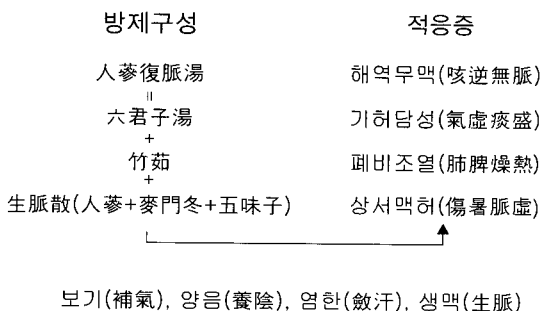 방제구성 적응증
人蔘復脈湯 해역무맥(咳逆無脈)
=
六君子湯 기허담성(氣虛痰盛)
+
竹茹 폐비조열(肺脾燥熱)
+
生脈散(人蔘+麥門冬+五味子) 상서맥허(傷暑脈虛)
보기(補氣), 양음(養陰), 염한(斂汗), 생맥(生脈)